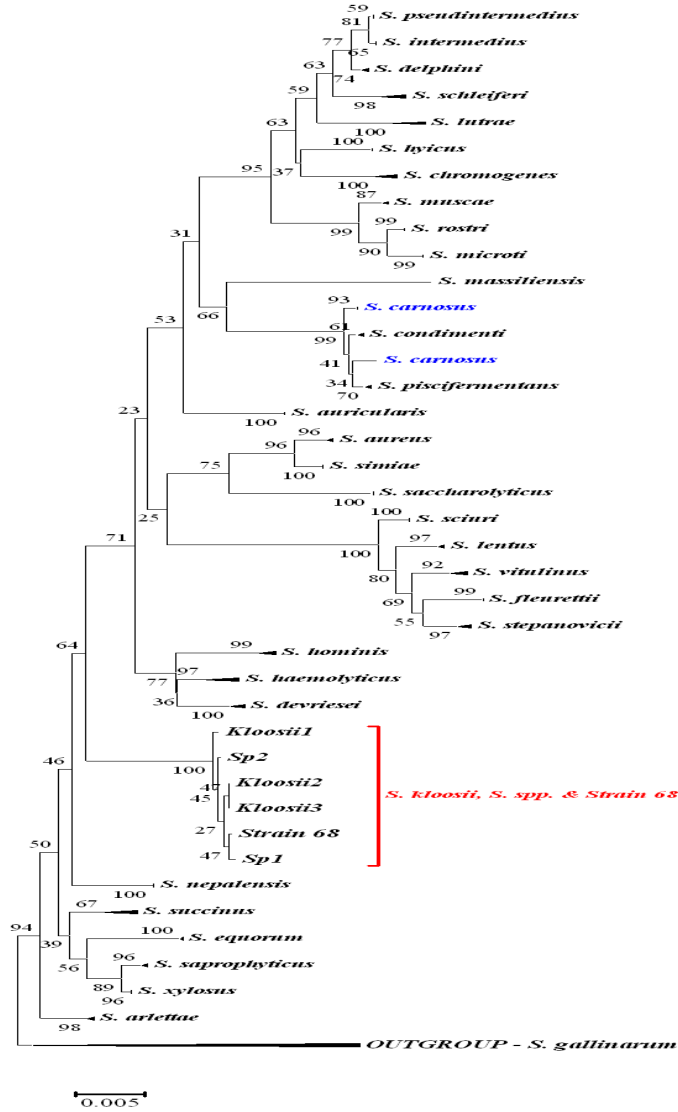 59
S. pseudintermedius
81
77
S. intermedius
65
63
S. delphini
74
59
S. schleiferi
98
63
S. lutrae
100
100
S. hyicus
95
37
S. chromogenes
100
87
S. muscae
99
99
S. rostri
90
S. microti
31
99
S. massiliensis
93
S. carnosus
66
53
61
S. condimenti
99
41
S. carnosus
34
S. piscifermentans
70
23
S. auricularis
100
96
S. aureus
96
75
S. simiae
100
S. saccharolyticus
100
25
100
S. sciuri
71
100
97
S. lentus
80
92
S. vitulinus
69
99
S. fleurettii
55
S. stepanovicii
97
64
99
S. hominis
97
77
S. haemolyticus
36
S. devriesei
100
Kloosii1
46
100
Sp2
47
Kloosii2
S. kloosii, S. spp. & Strain 68
45
Kloosii3
27
Strain 68
50
47
Sp1
S. nepalensis
100
67
S. succinus
94
39
100
S. equorum
56
96
S. saprophyticus
89
S. xylosus
96
S. arlettae
98
OUTGROUP - S. gallinarum
0.005